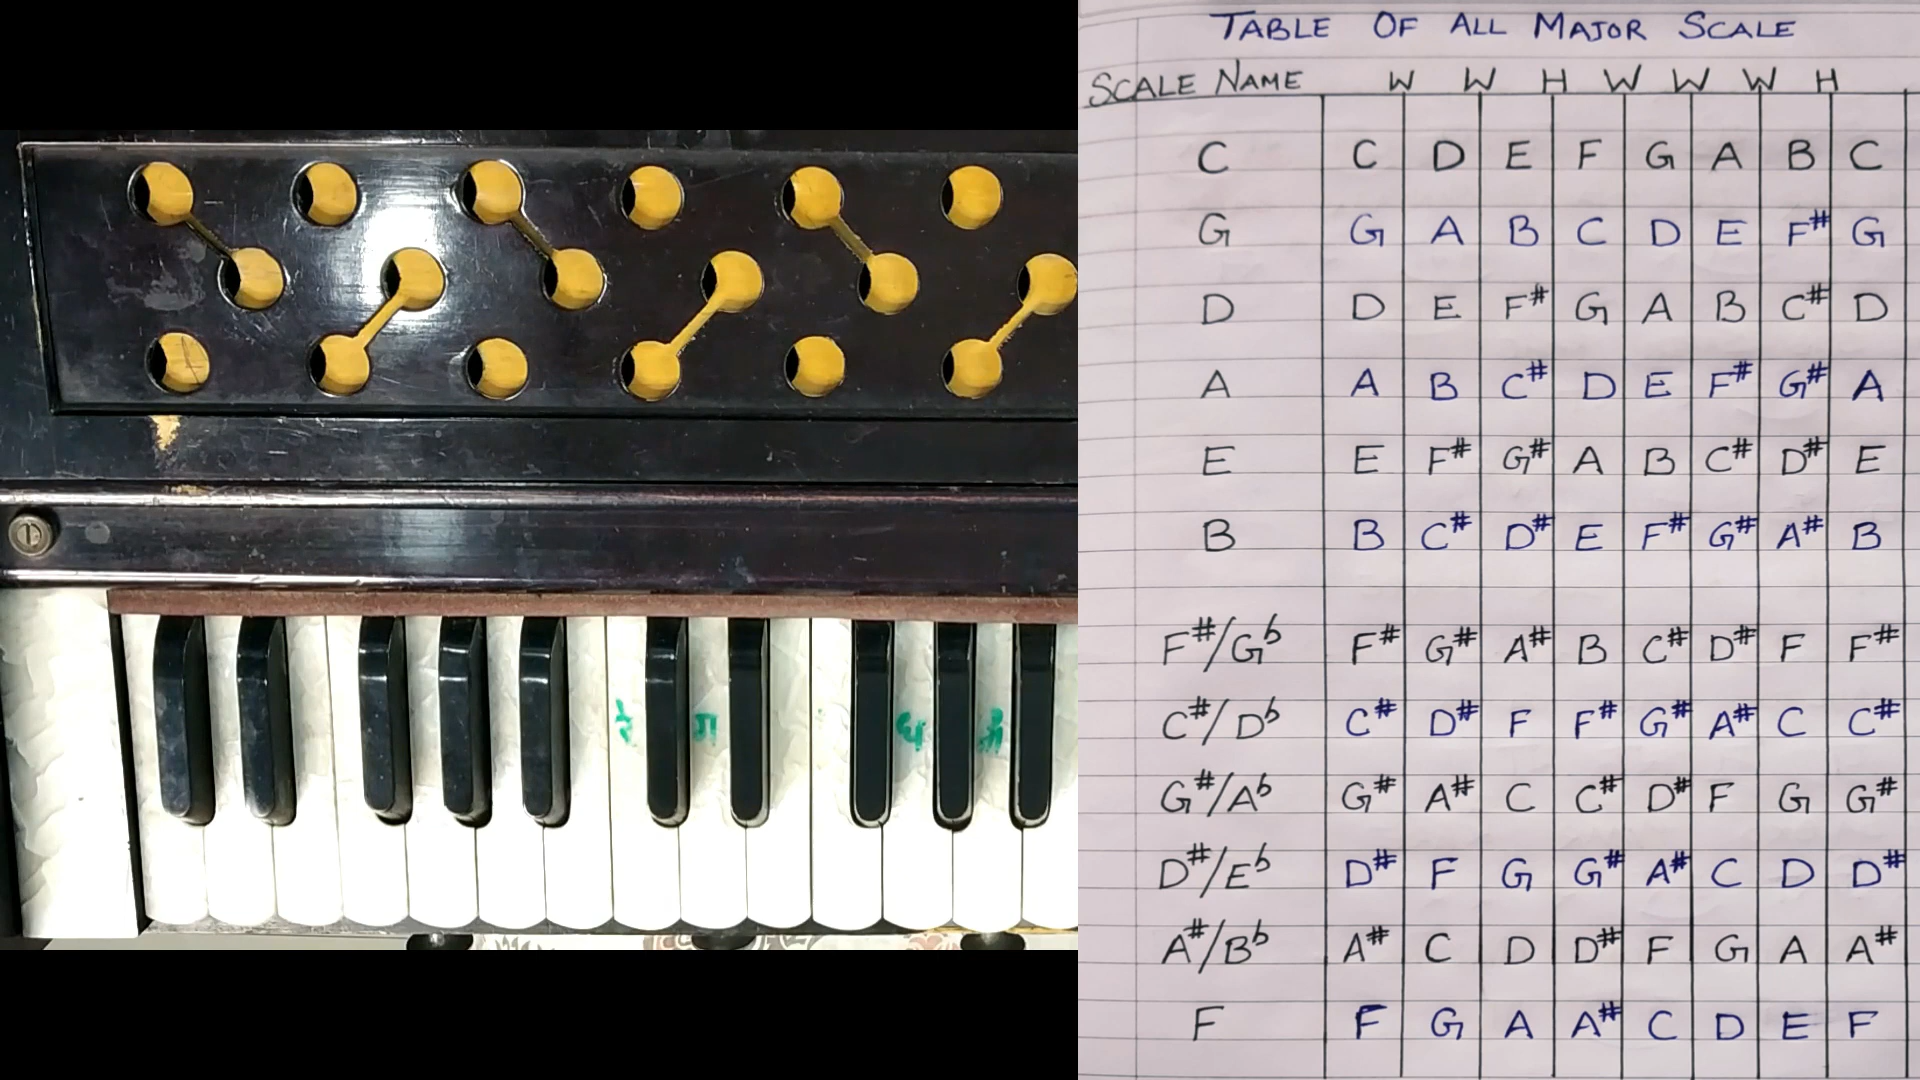 TABLE OF ALL MAJOR SCALE
SCALE NAME W W H W W W H
C C D E F G A B C
G G A B C D E F# G
D D E F# G A B C# D
A A B C# D E F# G# A
E E F# G# A B C# D# E
B B C# D# E F# G# A# B
F#/Gb F# G# A# B C# D# F F#
C#/Db C# D# F F# G# A# C C#
G#/Ab G# A# C C# D# F G G#
D#/Eb D# F G G# A# C D D#
A#/Bb A# C D D# F G A A#
F F G A A# C D E F